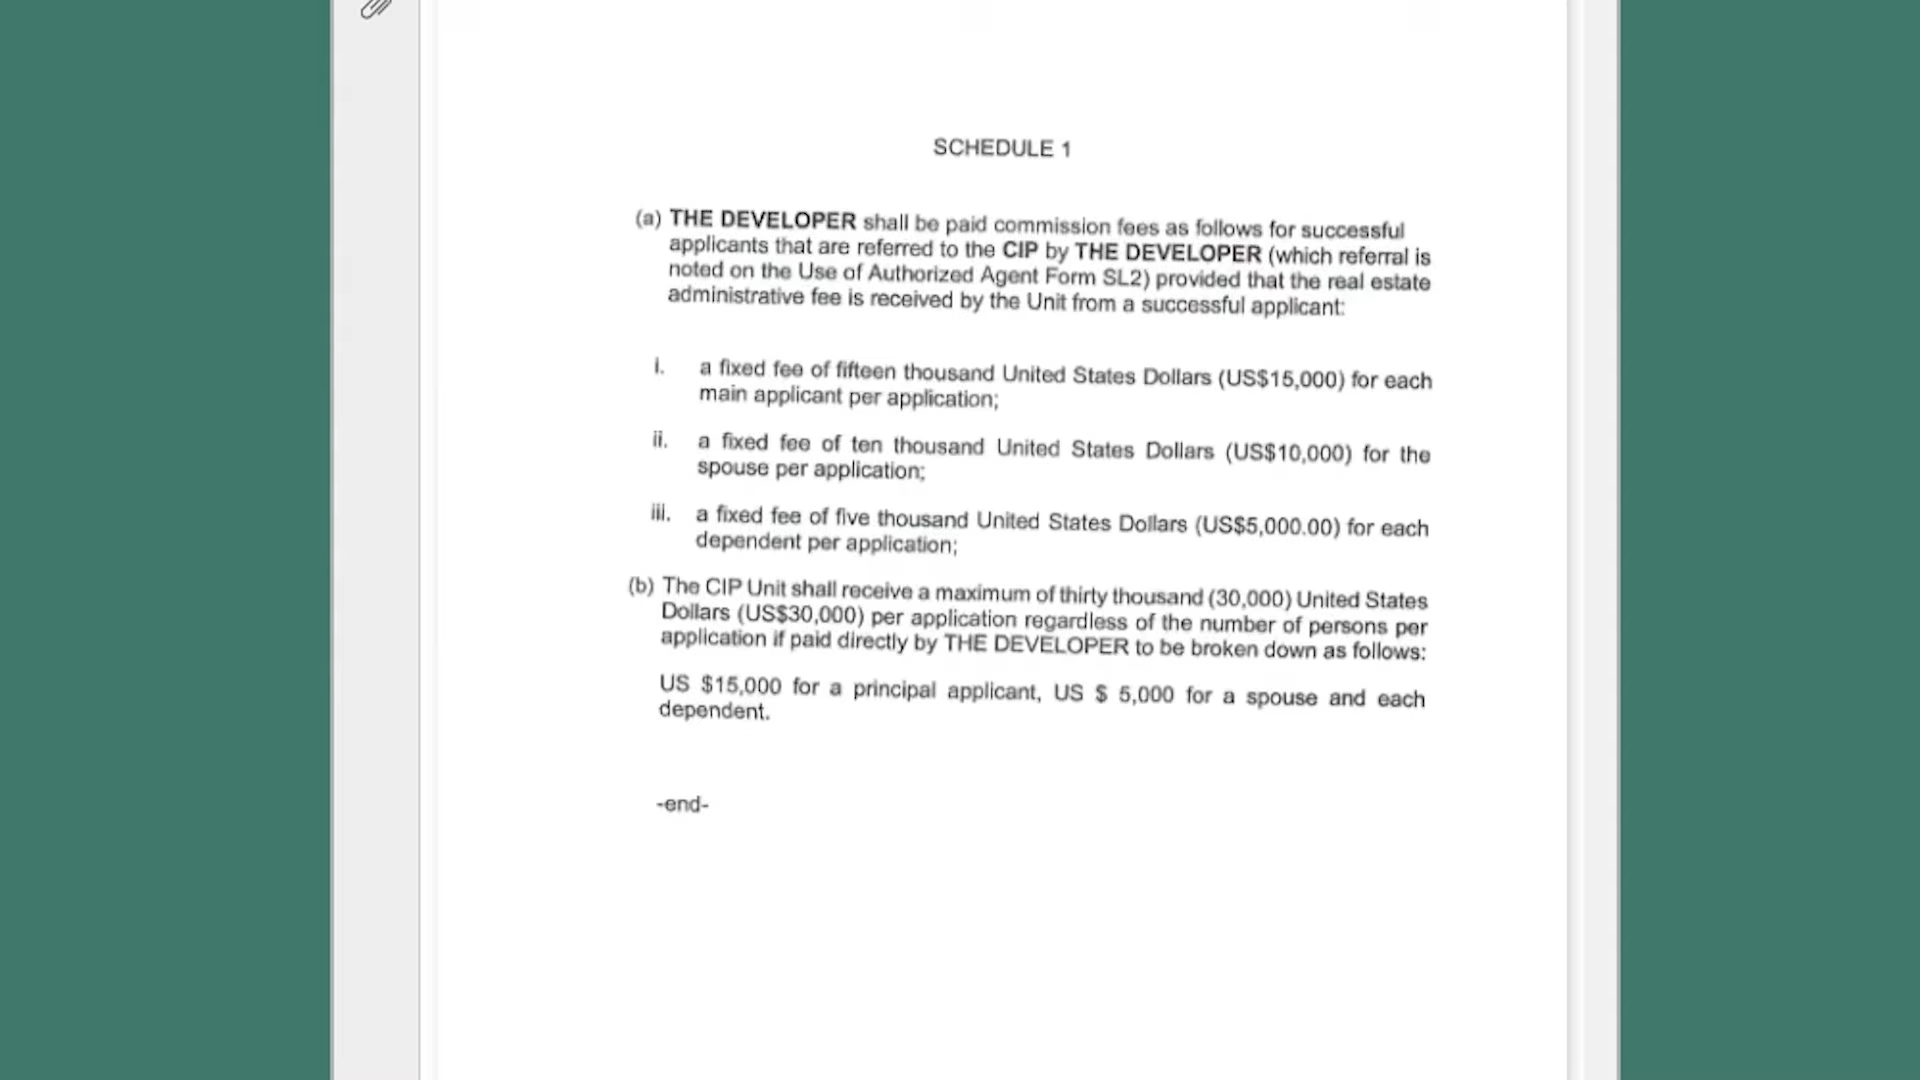 SCHEDULE 1
(a) THE DEVELOPER shall be paid commission fees as follows for successful
applicants that are referred to the CIP by THE DEVELOPER (which referral is
noted on the Use of Authorized Agent Form SL2) provided that the real estate
administrative fee is received by the Unit from a successful applicant:
i. a fixed fee of fifteen thousand United States Dollars (US$15,000) for each
main applicant per application;
ii. a fixed fee of ten thousand United States Dollars (US$10,000) for the
spouse per application;
iii. a fixed fee of five thousand United States Dollars (US$5,000.00) for each
dependent per application;
(b) The CIP Unit shall receive a maximum of thirty thousand (30,000) United States
Dollars (US$30,000) per application regardless of the number of persons per
application if paid directly by THE DEVELOPER to be broken down as follows:
US $15,000 for a principal applicant, US $ 5,000 for a spouse and each
dependent.
-end-